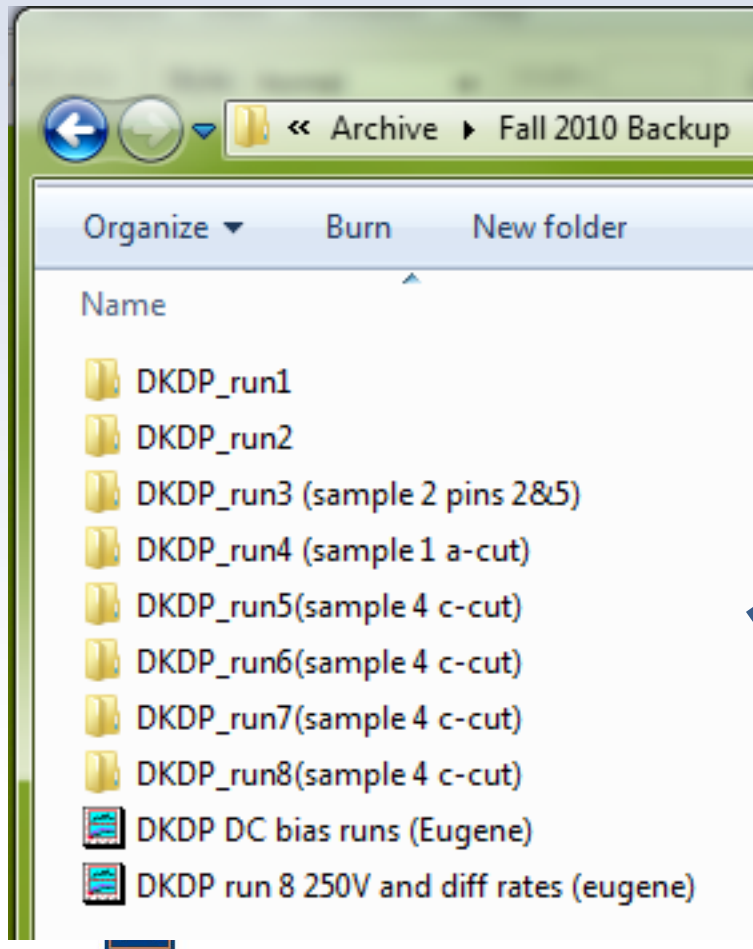 « Archive ▸ Fall 2010 Backup
Organize ▾ Burn New folder
Name
DKDP_run1
DKDP_run2
DKDP_run3 (sample 2 pins 2&5)
DKDP_run4 (sample 1 a-cut)
DKDP_run5(sample 4 c-cut)
DKDP_run6(sample 4 c-cut)
DKDP_run7(sample 4 c-cut)
DKDP_run8(sample 4 c-cut)
DKDP DC bias runs (Eugene)
DKDP run 8 250V and diff rates (eugene)